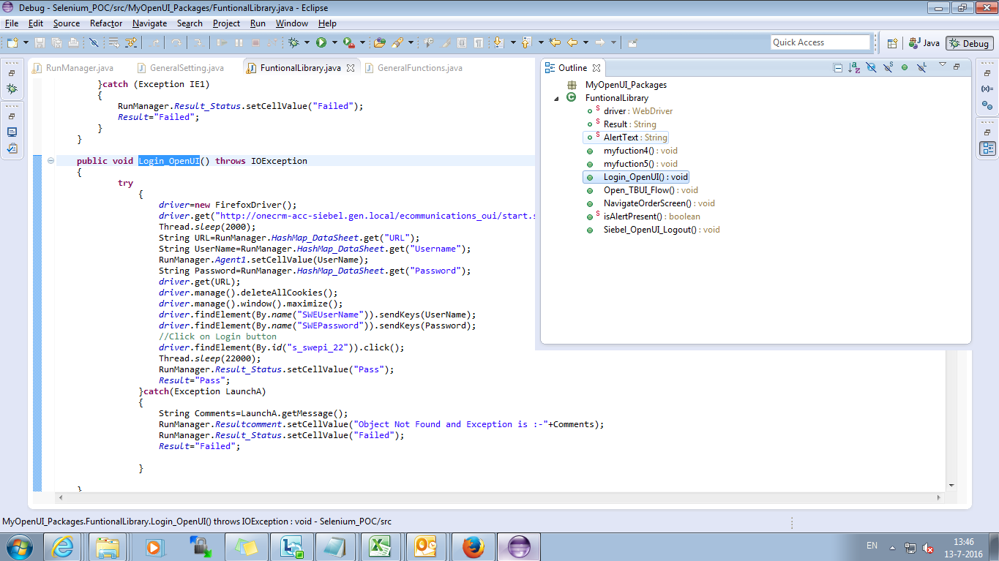 Debug - Selenium_POC/src/MyOpenUI_Packages/FuntionalLibrary.java - Eclipse
File Edit Source Refactor Navigate Search Project Run Window Help
Quick Access
Java
Debug
RunManager.java
GeneralSetting.java
FuntionalLibrary.java
GeneralFunctions.java
}catch (Exception IE1)
{
RunManager.Result_Status.setCellValue("Failed");
Result="Failed";
}
}
public void Login_OpenUI() throws IOException
{
try
{
driver=new FirefoxDriver();
driver.get("http://onecrm-acc-siebel.gen.local/ecommunications_oui/start.s
Thread.sleep(2000);
String URL=RunManager.HashMap_DataSheet.get("URL");
String UserName=RunManager.HashMap_DataSheet.get("Username");
RunManager.Agent1.setCellValue(UserName);
String Password=RunManager.HashMap_DataSheet.get("Password");
driver.get(URL);
driver.manage().deleteAllCookies();
driver.manage().window().maximize();
driver.findElement(By.name("SWEUserName")).sendKeys(UserName);
driver.findElement(By.name("SWEPassword")).sendKeys(Password);
//Click on Login button
driver.findElement(By.id("s_swepi_22")).click();
Thread.sleep(22000);
RunManager.Result_Status.setCellValue("Pass");
Result="Pass";
}catch(Exception LaunchA)
{
String Comments=LaunchA.getMessage();
RunManager.Resultcomment.setCellValue("Object Not Found and Exception is :-"+Comments);
RunManager.Result_Status.setCellValue("Failed");
Result="Failed";
}
}
Outline
MyOpenUI_Packages
FuntionalLibrary
driver : WebDriver
Result : String
AlertText : String
myfuction4() : void
myfuction5() : void
Login_OpenUI() : void
Open_TBUI_Flow() : void
NavigateOrderScreen() : void
isAlertPresent() : boolean
Siebel_OpenUI_Logout() : void
MyOpenUI_Packages.FuntionalLibrary.Login_OpenUI() throws IOException : void - Selenium_POC/src
EN
13:46
13-7-2016